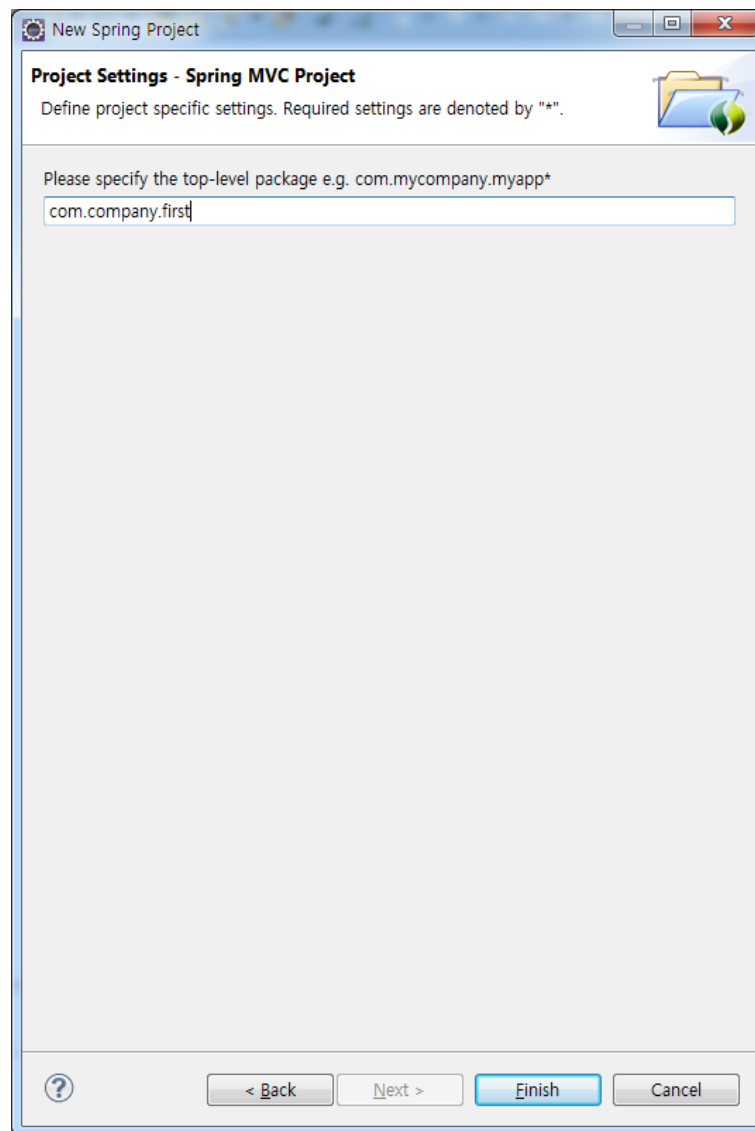 New Spring Project
Project Settings - Spring MVC Project
Define project specific settings. Required settings are denoted by "*".
Please specify the top-level package e.g. com.mycompany.myapp*
com.company.first
?
< Back
Next >
Finish
Cancel